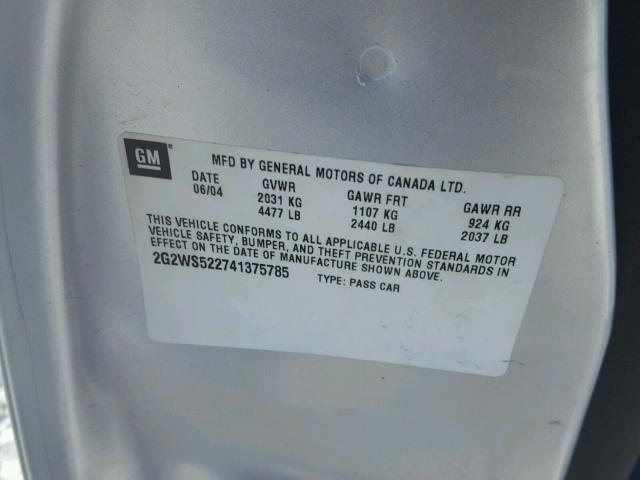 GM
MFD BY GENERAL MOTORS OF CANADA LTD.
DATE GVWR GAWR FRT GAWR RR
06/04 2031 KG 1107 KG 924 KG
4477 LB 2440 LB 2037 LB
THIS VEHICLE CONFORMS TO ALL APPLICABLE U.S. FEDERAL MOTOR
VEHICLE SAFETY, BUMPER, AND THEFT PREVENTION STANDARDS IN
EFFECT ON THE DATE OF MANUFACTURE SHOWN ABOVE.
2G2WS522741375785 TYPE: PASS CAR